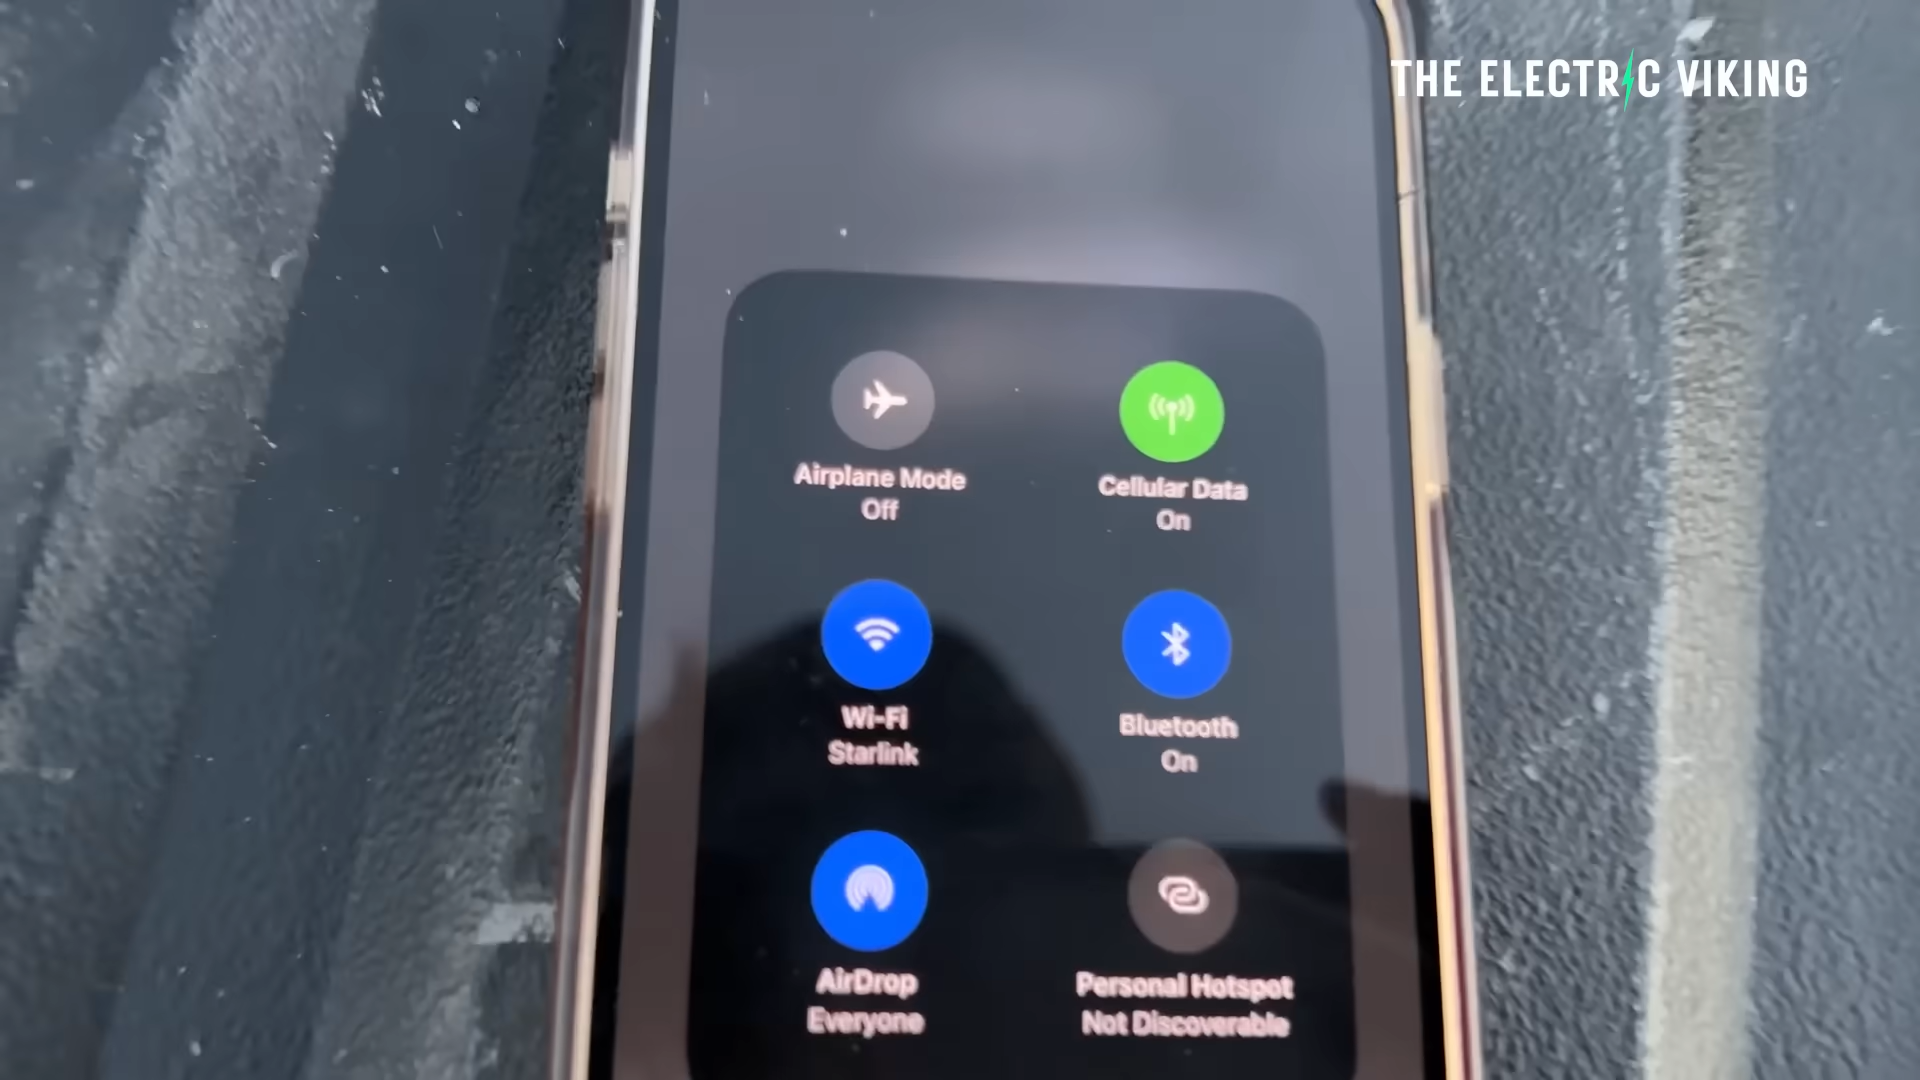 THE ELECTRIC VIKING
Airplane Mode
Off
Cellular Data
On
Wi-Fi
Starlink
Bluetooth
On
AirDrop
Everyone
Personal Hotspot
Not Discoverable